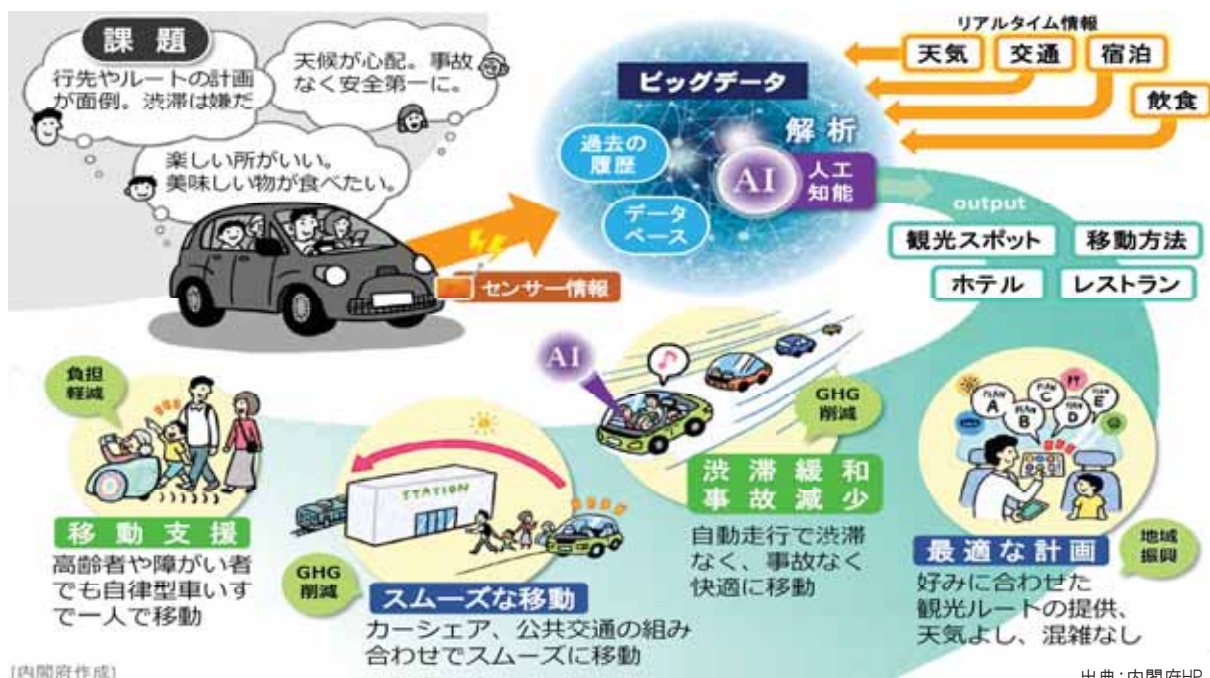 課題
行先やルートの計画
が面倒。渋滞は嫌だ
天候が心配。事故
なく安全第一に。
楽しい所がいい。
美味しい物が食べたい。
センサー情報
ビッグデータ
過去の
履歴
データ
ベース
解析
AI
人工
知能
リアルタイム情報
天気
交通
宿泊
飲食
output
観光スポット
移動方法
ホテル
レストラン
PLAN
A
PLAN
B
PLAN
C
PLAN
D
PLAN
E
最適な計画
地域
振興
好みに合わせた
観光ルートの提供、
天気よし、混雑なし
AI
GHG
削減
渋滞緩和
事故減少
自動走行で渋滞
なく、事故なく
快適に移動
STATION
GHG
削減
スムーズな移動
カーシェア、公共交通の組み
合わせでスムーズに移動
負担
軽減
移動支援
高齢者や障がい者
でも自律型車いす
で一人で移動
[内閣府作成]
出典：内閣府HP